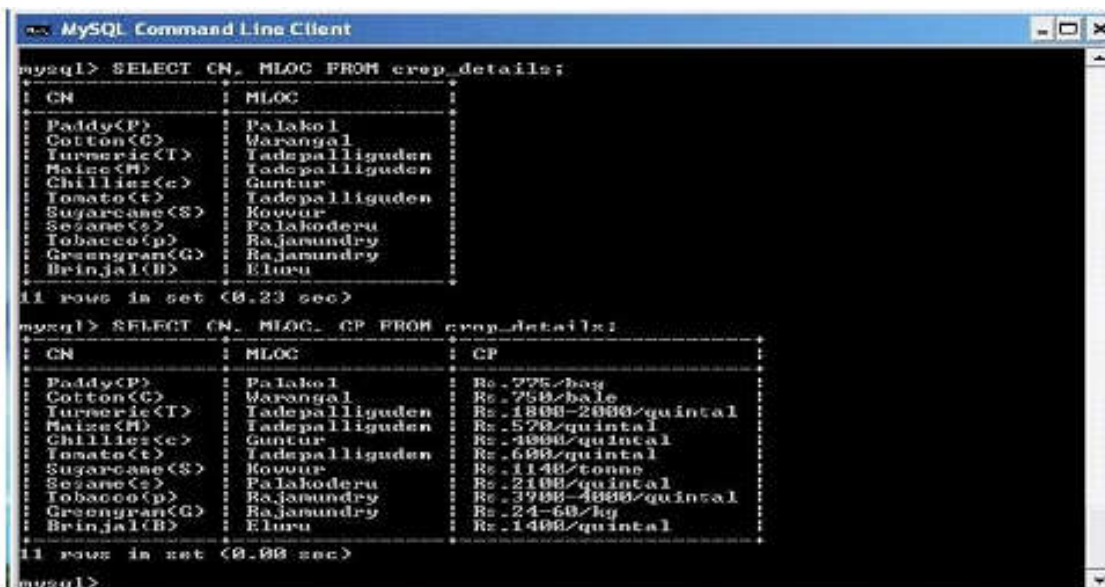 MySQL Command Line Client
mysql> SELECT CN, MLOC FROM crop_details;
CN | MLOC
Paddy(P) | Palakol
Cotton(C) | Warangal
Turmeric(T) | Tadepalliguden
Maize(M) | Tadepalliguden
Chillies(c) | Guntur
Tomato(t) | Tadepalliguden
Sugarcane(S) | Kovvur
Sesame(s) | Palakoderu
Tobacco(p) | Rajamundry
Greengram(G) | Rajamundry
Brinjal(B) | Eluru
11 rows in set (0.23 sec)
mysql> SELECT CN, MLOC, CP FROM crop_details;
CN | MLOC | CP
Paddy(P) | Palakol | Rs.775/bag
Cotton(C) | Warangal | Rs.750/bale
Turmeric(T) | Tadepalliguden | Rs.1800-2000/quintal
Maize(M) | Tadepalliguden | Rs.570/quintal
Chillies(c) | Guntur | Rs.4000/quintal
Tomato(t) | Tadepalliguden | Rs.600/quintal
Sugarcane(S) | Kovvur | Rs.1140/tonne
Sesame(s) | Palakoderu | Rs.2100/quintal
Tobacco(p) | Rajamundry | Rs.3900-4000/quintal
Greengram(G) | Rajamundry | Rs.24-60/kg
Brinjal(B) | Eluru | Rs.1400/quintal
11 rows in set (0.00 sec)
mysql>